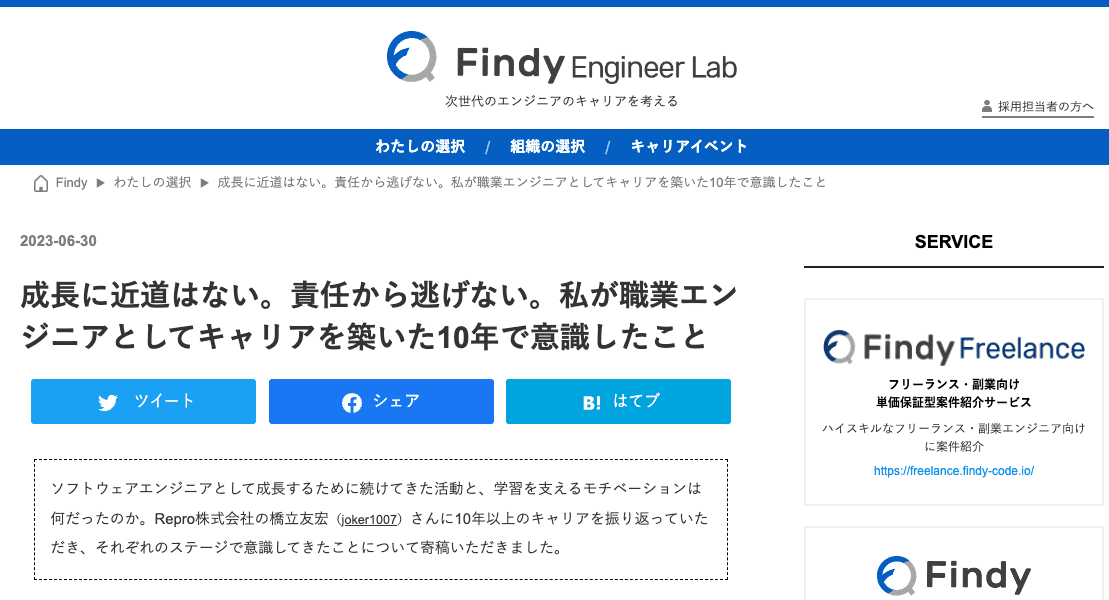 Findy Engineer Lab
次世代のエンジニアのキャリアを考える
採用担当者の方へ
わたしの選択 / 組織の選択 / キャリアイベント
Findy ▶ わたしの選択 ▶ 成長に近道はない。責任から逃げない。私が職業エンジニアとしてキャリアを築いた10年で意識したこと
2023-06-30
成長に近道はない。責任から逃げない。私が職業エン
ジニアとしてキャリアを築いた10年で意識したこと
ツイート
シェア
B! はてブ
ソフトウェアエンジニアとして成長するために続けてきた活動と、学習を支えるモチベーションは
何だったのか。Repro株式会社の橋立友宏（joker1007）さんに10年以上のキャリアを振り返っていた
だき、それぞれのステージで意識してきたことについて寄稿いただきました。
SERVICE
Findy Freelance
フリーランス・副業向け
単価保証型案件紹介サービス
ハイスキルなフリーランス・副業エンジニア向け
に案件紹介
https://freelance.findy-code.io/
Findy